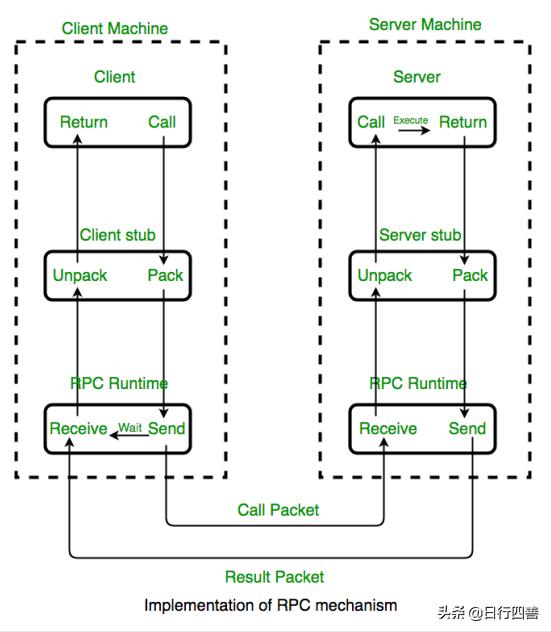 Client Machine
Server Machine
Client
Server
Return Call
Call Execute Return
Client stub
Server stub
Unpack Pack
Unpack Pack
RPC Runtime
RPC Runtime
Receive Wait Send
Receive Send
Call Packet
Result Packet
Implementation of RPC mechanism
头条 @日行四善